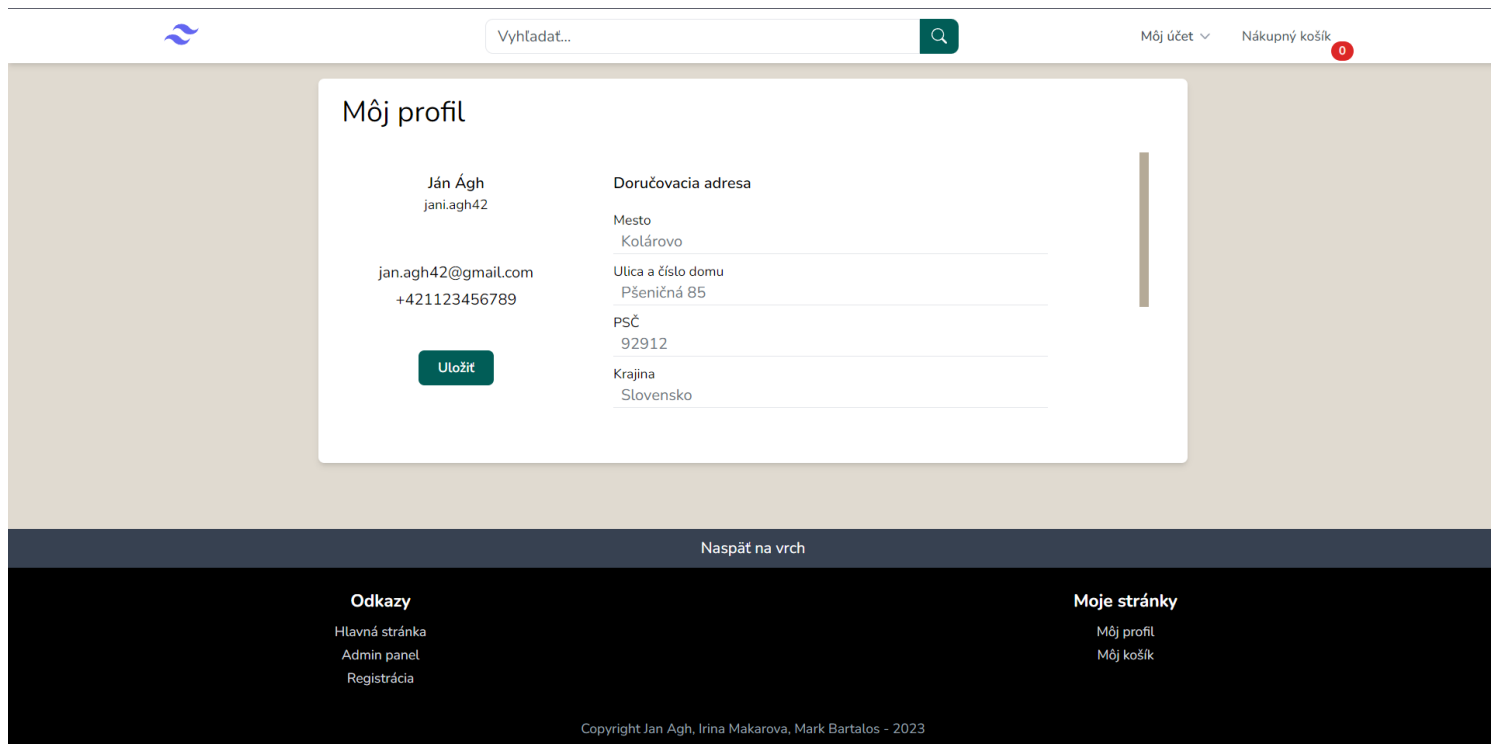 Vyhľadať...
Môj účet
Nákupný košík
0
Môj profil
Ján Ágh
jani.agh42
jan.agh42@gmail.com
+421123456789
Uložiť
Doručovacia adresa
Mesto
Kolárovo
Ulica a číslo domu
Pšeničná 85
PSČ
92912
Krajina
Slovensko
Naspäť na vrch
Odkazy
Hlavná stránka
Admin panel
Registrácia
Moje stránky
Môj profil
Môj košík
Copyright Jan Agh, Irina Makarova, Mark Bartalos - 2023